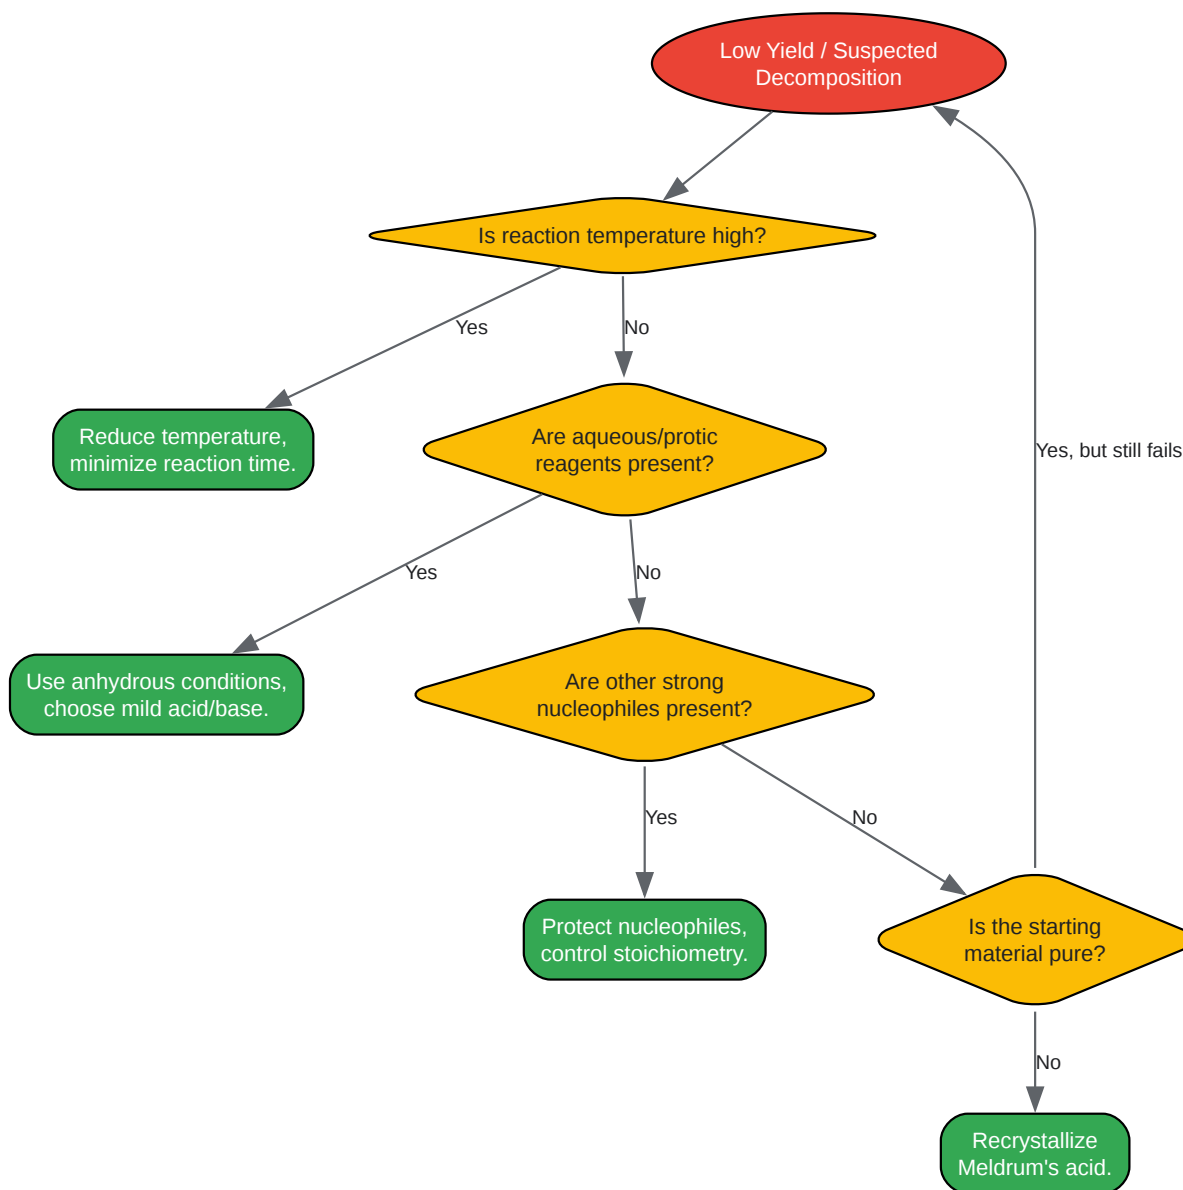 Low Yield / Suspected
Decomposition
Is reaction temperature high?
Yes
No
Reduce temperature,
minimize reaction time.
Are aqueous/protic
reagents present?
Yes, but still fails
Yes
No
Use anhydrous conditions,
choose mild acid/base.
Are other strong
nucleophiles present?
Yes
No
Protect nucleophiles,
control stoichiometry.
Is the starting
material pure?
No
Recrystallize
Meldrum's acid.